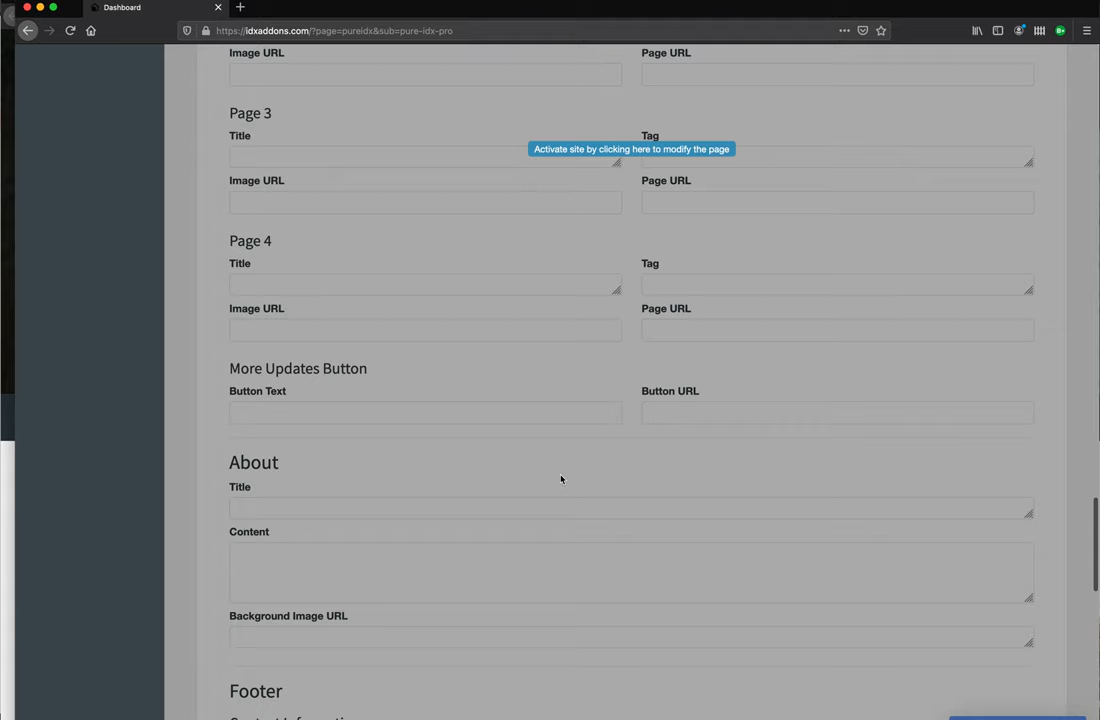 Dashboard
https://idxaddons.com/?page=pureidx&sub=pure-idx-pro
Image URL
Page URL
Page 3
Title
Tag
Activate site by clicking here to modify the page
Image URL
Page URL
Page 4
Title
Tag
Image URL
Page URL
More Updates Button
Button Text
Button URL
About
Title
Content
Background Image URL
Footer